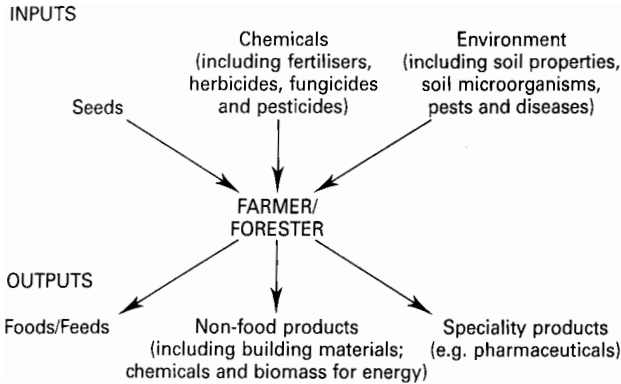 INPUTS
Chemicals
(including fertilisers,
herbicides, fungicides
and pesticides)
Environment
(including soil properties,
soil microorganisms,
pests and diseases)
Seeds
FARMER/
FORESTER
OUTPUTS
Foods/Feeds
Non-food products
(including building materials;
chemicals and biomass for energy)
Speciality products
(e.g. pharmaceuticals)